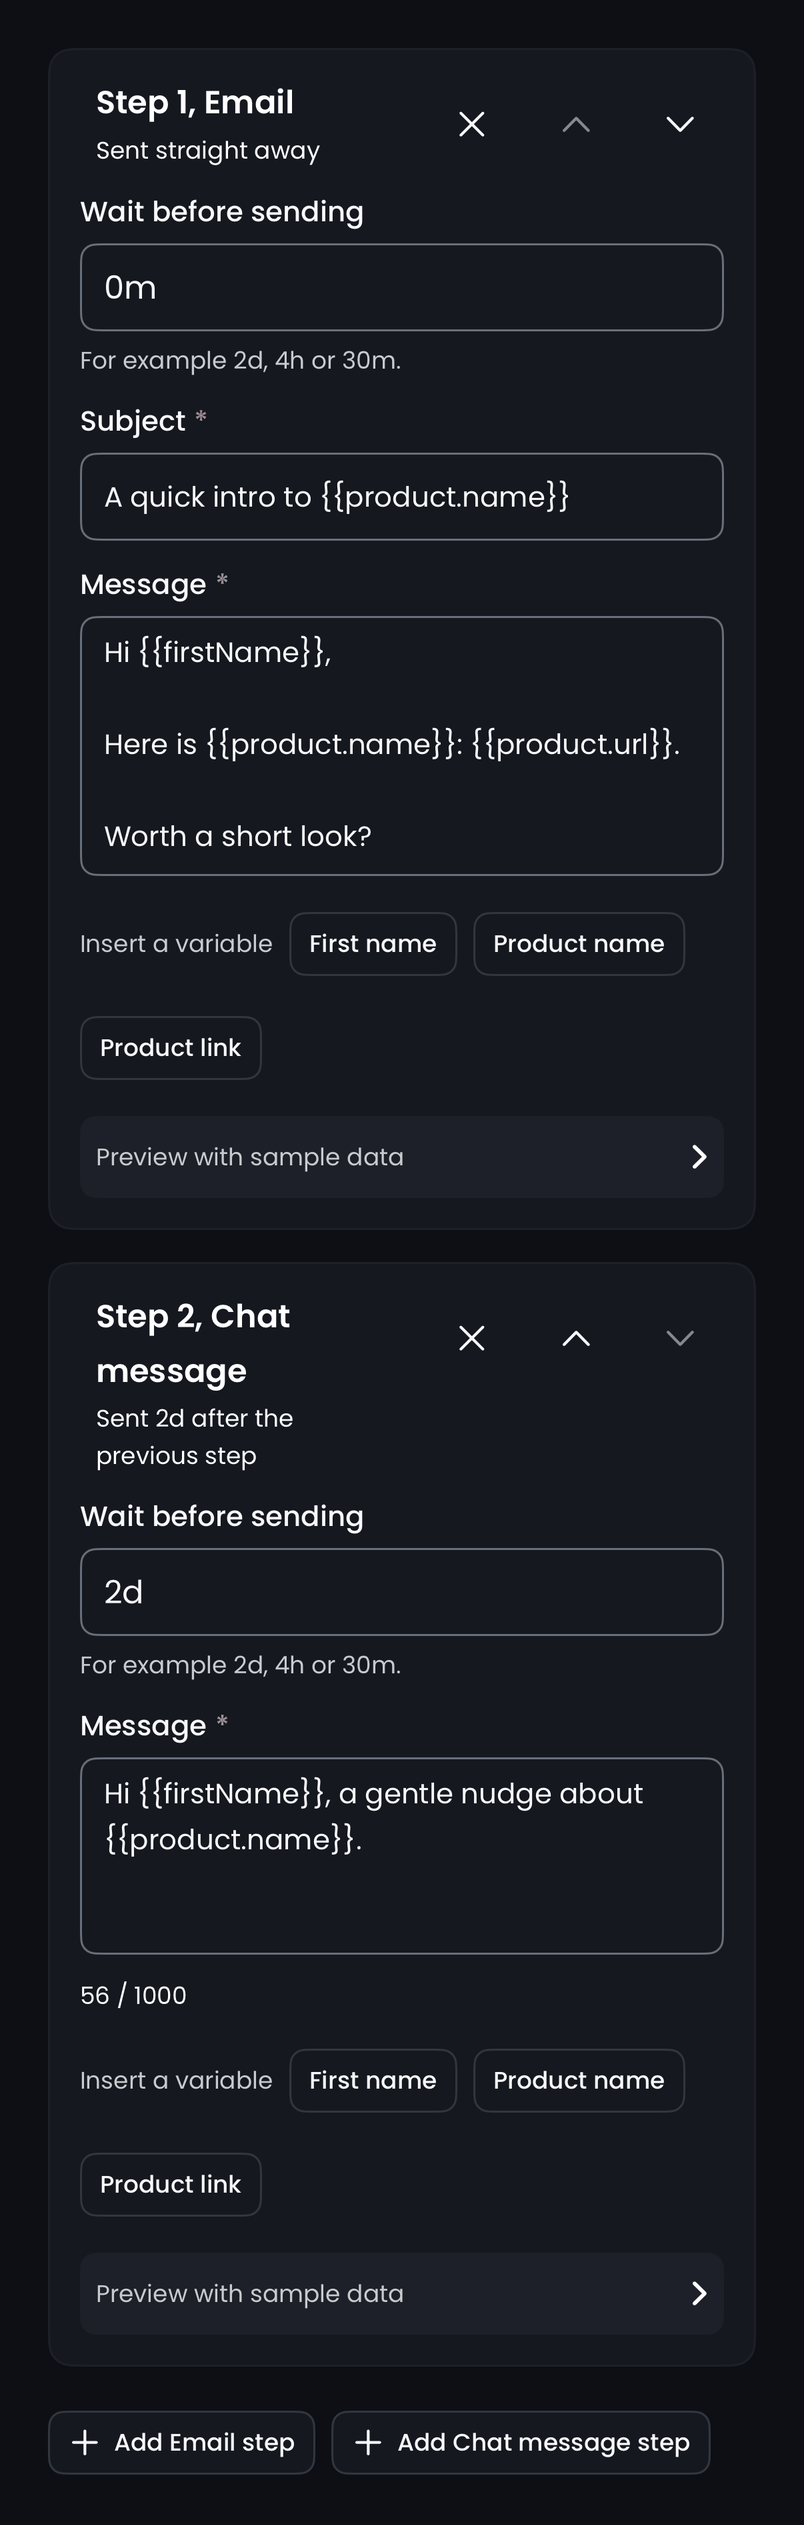 Step 1, Email
Sent straight away
Wait before sending
0m
For example 2d, 4h or 30m.
Subject *
A quick intro to {{product.name}}
Message *
Hi {{firstName}},
Here is {{product.name}}: {{product.url}}.
Worth a short look?
Insert a variable First name Product name
Product link
Preview with sample data
Step 2, Chat
message
Sent 2d after the
previous step
Wait before sending
2d
For example 2d, 4h or 30m.
Message *
Hi {{firstName}}, a gentle nudge about
{{product.name}}.
56 / 1000
Insert a variable First name Product name
Product link
Preview with sample data
Add Email step Add Chat message step